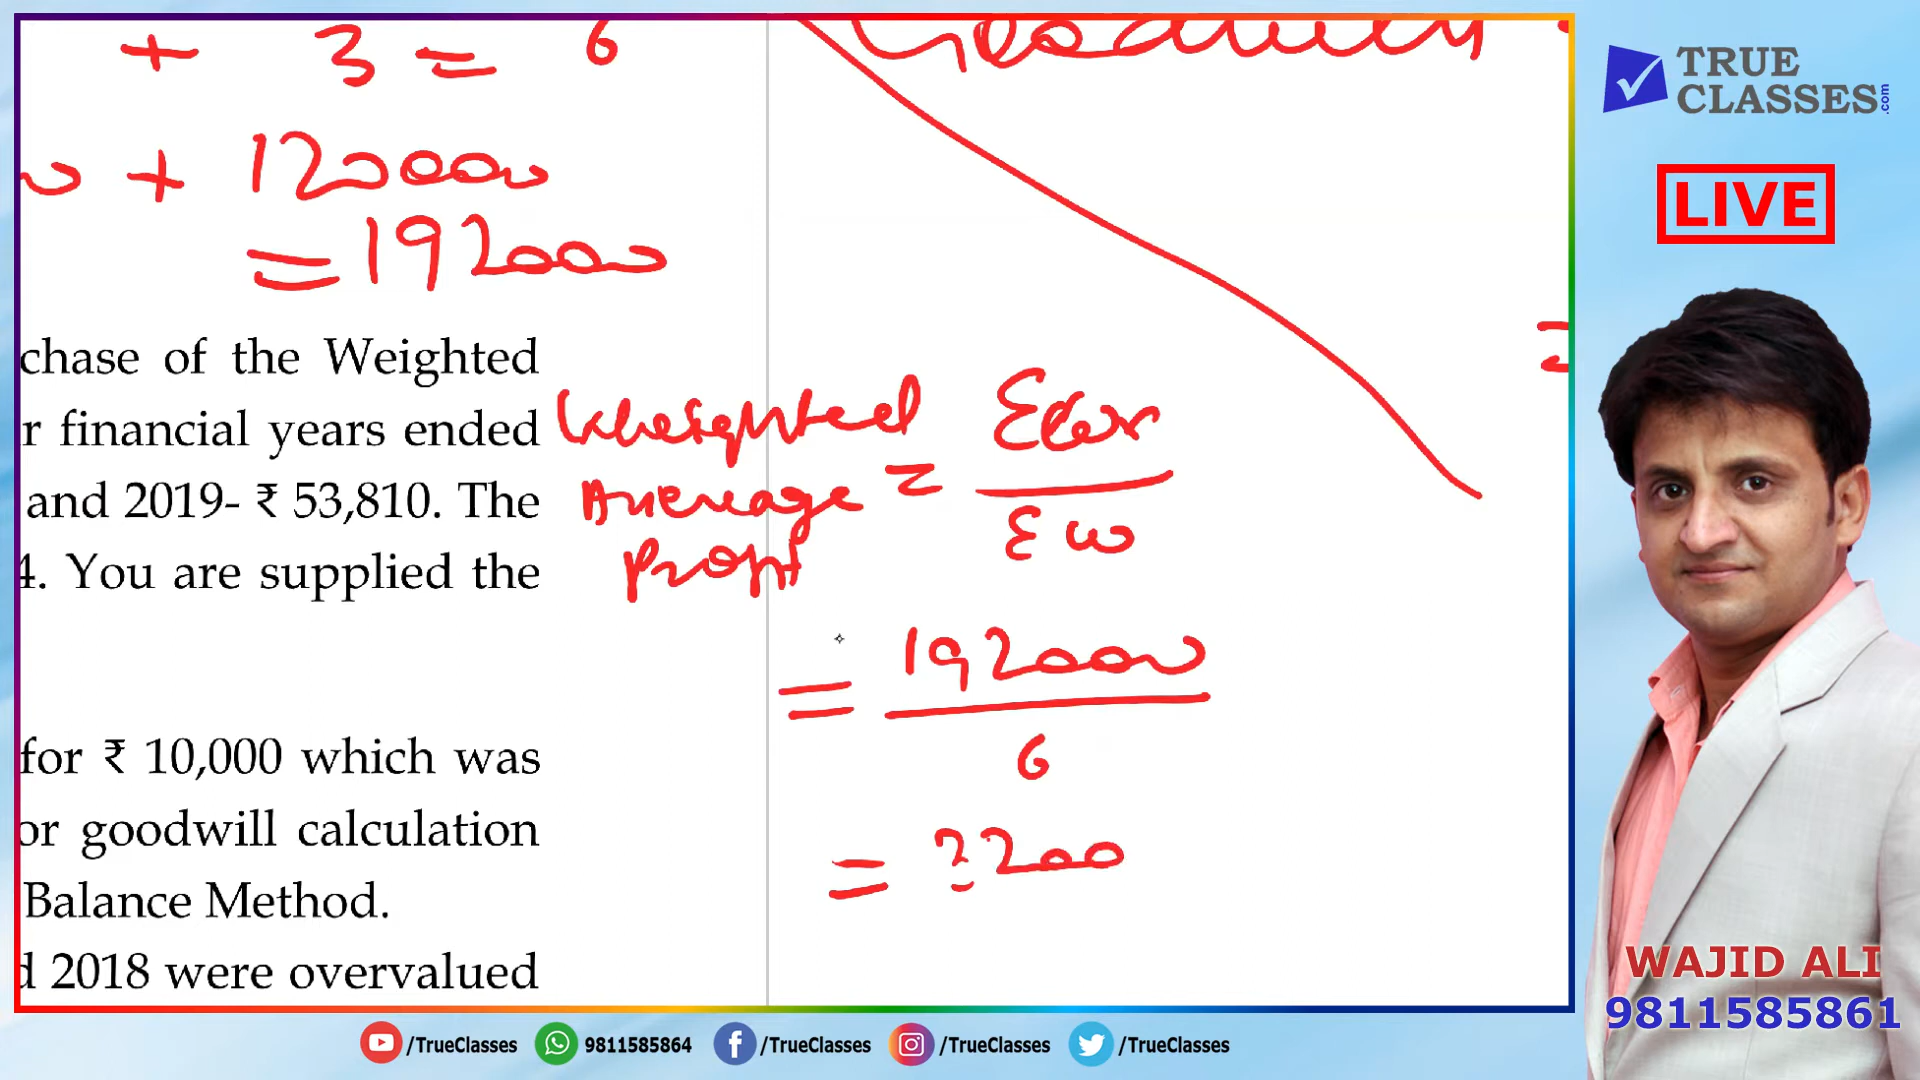 + 3 = 6
+ 120000
= 192000
chase of the Weighted
r financial years ended
and 2019- ₹ 53,810. The
4. You are supplied the
for ₹ 10,000 which was
or goodwill calculation
Balance Method.
d 2018 were overvalued
Goodwill
Weighted
Average = 
Profit
Σw
= 192000
6
= 3200
TRUE
CLASSES.com
LIVE
WAJID ALI
9811585861
/TrueClasses 9811585864 /TrueClasses /TrueClasses /TrueClasses